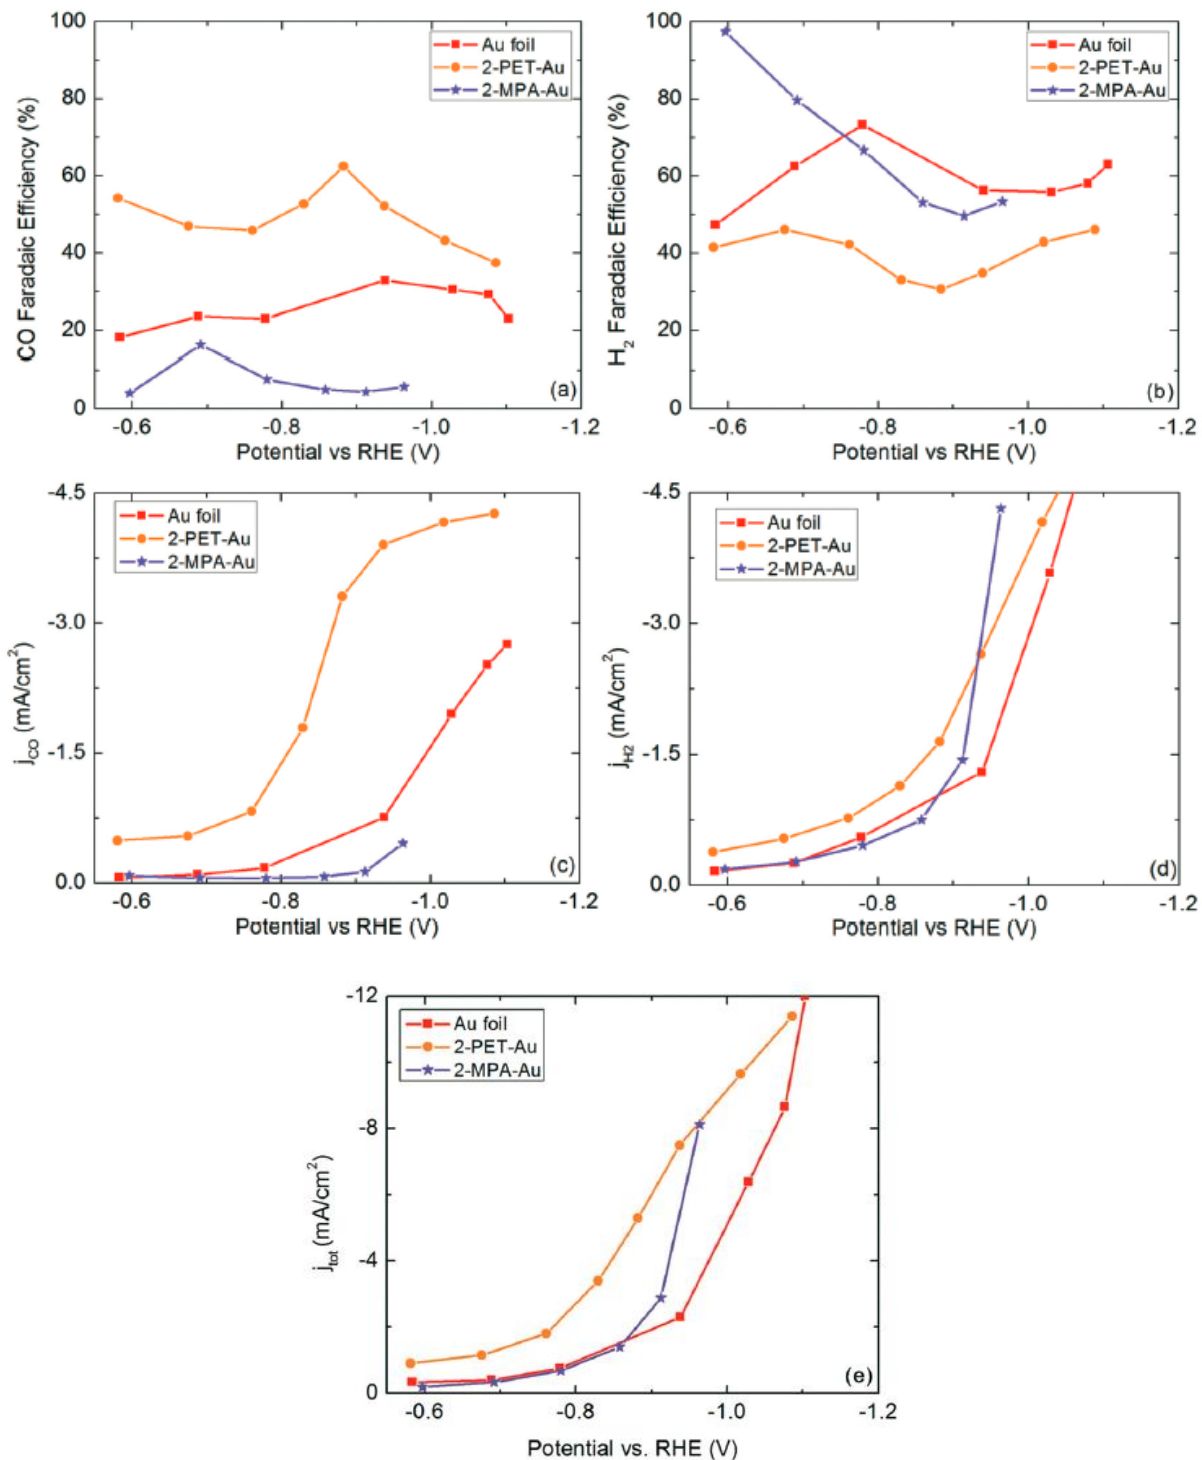 100
80
60
40
20
0
CO Faradaic Efficiency (%)
Au foil
2-PET-Au
2-MPA-Au
(a)
-0.6 -0.8 -1.0 -1.2
Potential vs RHE (V)
100
80
60
40
20
0
H2 Faradaic Efficiency (%)
Au foil
2-PET-Au
2-MPA-Au
(b)
-0.6 -0.8 -1.0 -1.2
Potential vs RHE (V)
-4.5
-3.0
-1.5
0.0
jCO (mA/cm²)
Au foil
2-PET-Au
2-MPA-Au
(c)
-0.6 -0.8 -1.0 -1.2
Potential vs RHE (V)
-4.5
-3.0
-1.5
0.0
jH2 (mA/cm²)
Au foil
2-PET-Au
2-MPA-Au
(d)
-0.6 -0.8 -1.0 -1.2
Potential vs RHE (V)
-12
-8
-4
0
jtot (mA/cm²)
Au foil
2-PET-Au
2-MPA-Au
(e)
-0.6 -0.8 -1.0 -1.2
Potential vs. RHE (V)